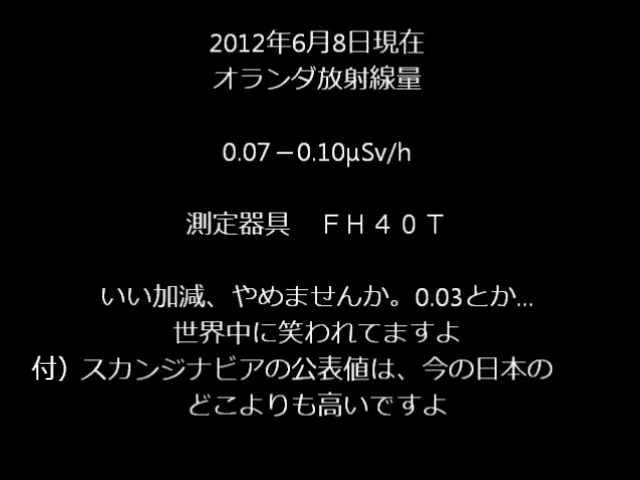 2012年6月8日現在
オランダ放射線量
0.07－0.10μSv/h
測定器具　ＦＨ４０Ｔ
いい加減、やめませんか。0.03とか...
世界中に笑われてますよ
付）スカンジナビアの公表値は、今の日本の
どこよりも高いですよ